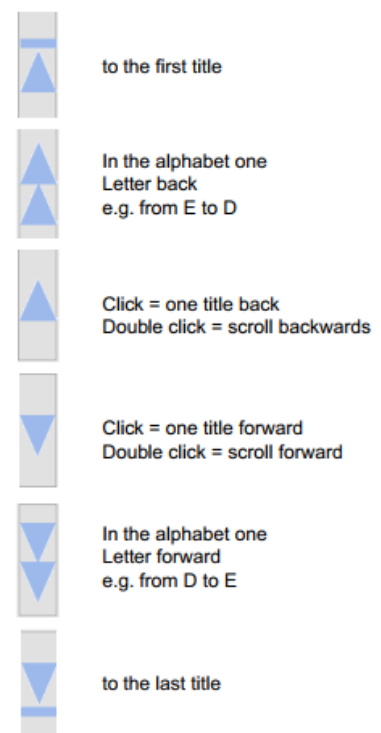 to the first title
In the alphabet one
Letter back
e.g. from E to D
Click = one title back
Double click = scroll backwards
Click = one title forward
Double click = scroll forward
In the alphabet one
Letter forward
e.g. from D to E
to the last title